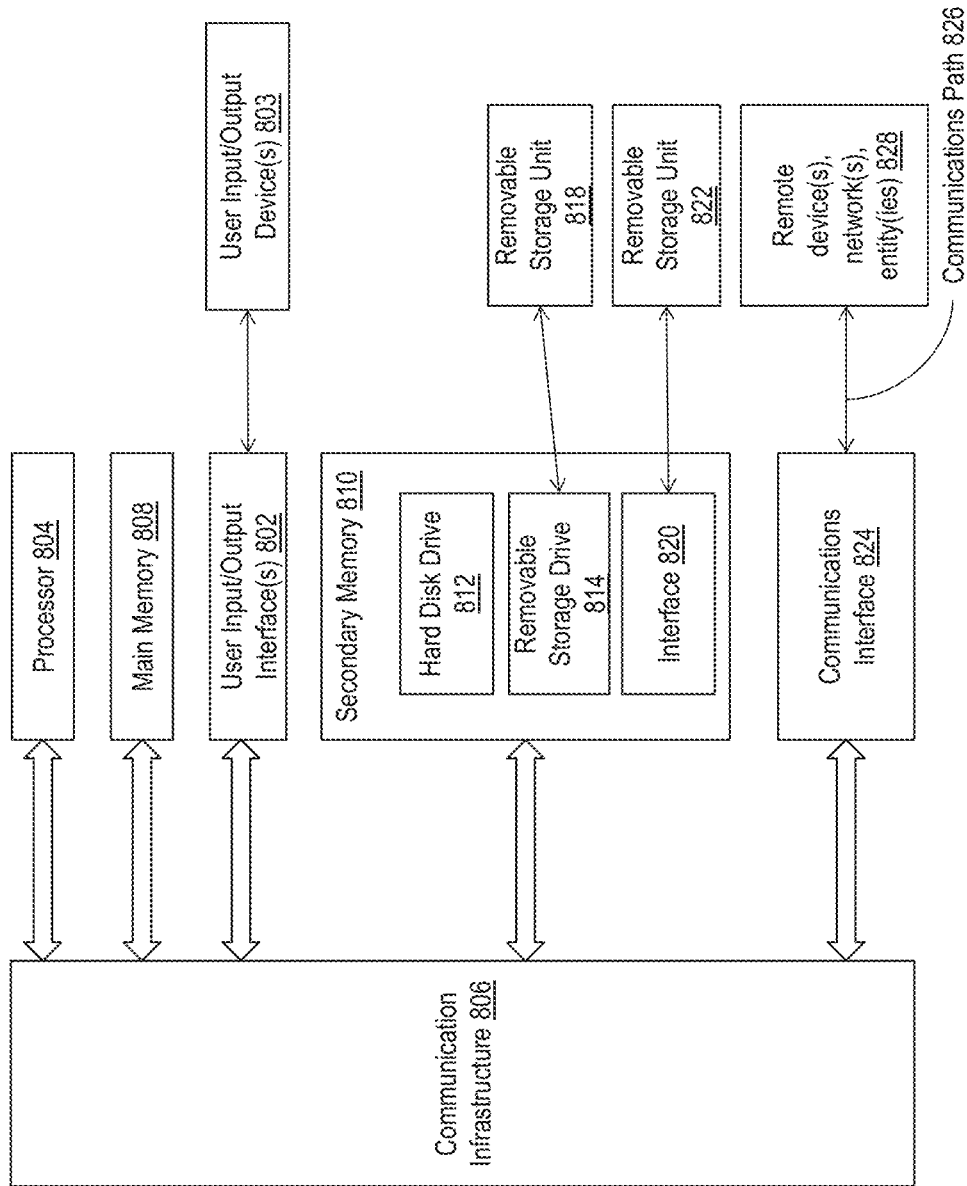 Processor 804
Main Memory 808
User Input/Output
Interface(s) 802
User Input/Output
Device(s) 803
Communication
Infrastructure 806
Secondary Memory 810
Hard Disk Drive
812
Removable
Storage Drive
814
Interface 820
Removable
Storage Unit
818
Removable
Storage Unit
822
Communications
Interface 824
Remote
device(s),
network(s),
entity(ies) 828
Communications Path 826